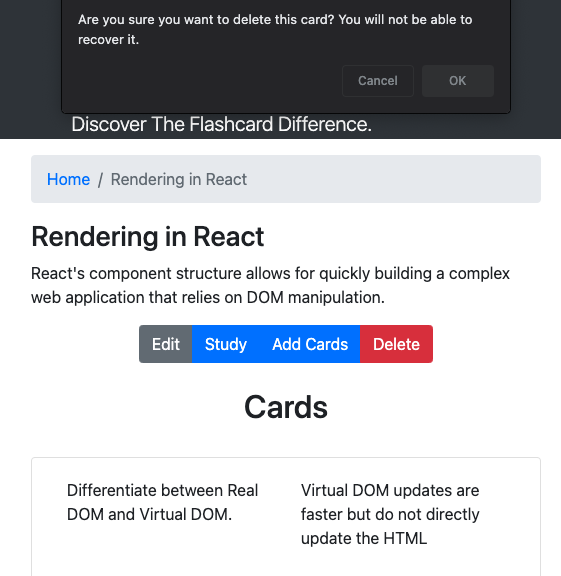 Are you sure you want to delete this card? You will not be able to
recover it.
Cancel OK
Discover The Flashcard Difference.
Home / Rendering in React
Rendering in React
React's component structure allows for quickly building a complex
web application that relies on DOM manipulation.
Edit Study Add Cards Delete
Cards
Differentiate between Real
DOM and Virtual DOM.
Virtual DOM updates are
faster but do not directly
update the HTML